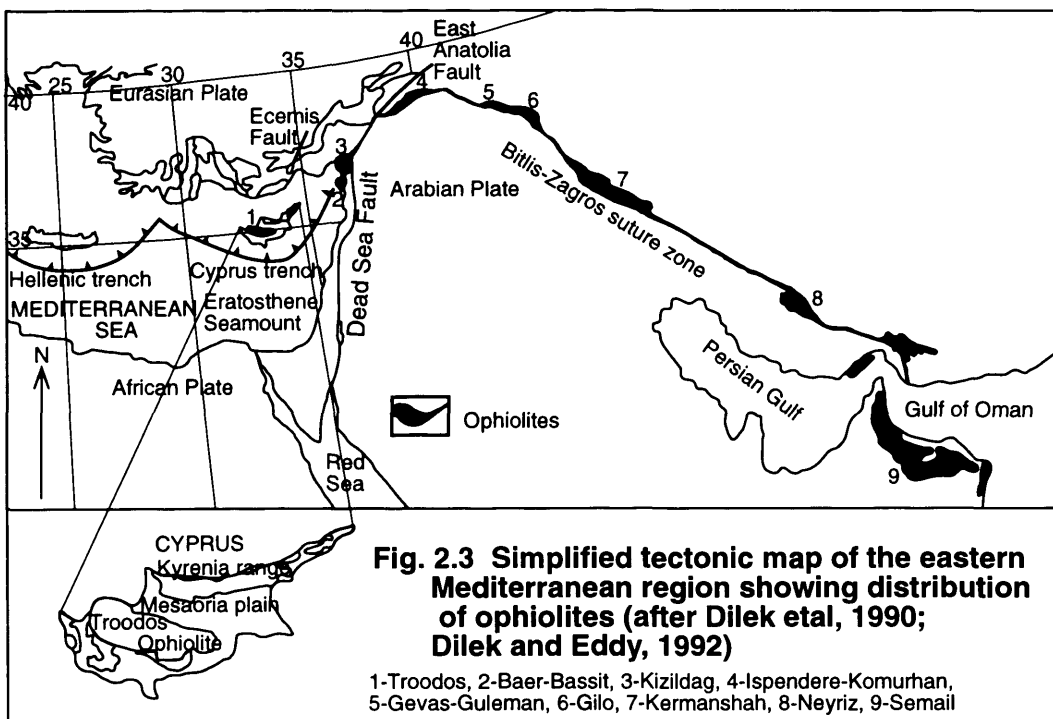 40
East
Anatolia
Fault
35
30
25
40
Eurasian Plate
Ecemis
Fault
4
5
6
3
Arabian Plate
Bitlis-Zagros suture zone
7
2
1
35
Hellenic trench
Cyprus trench
Dead Sea Fault
MEDITERRANEAN
SEA
Eratosthene
Seamount
8
N
African Plate
Persian Gulf
Gulf of Oman
Ophiolites
Red
Sea
9
CYPRUS
Kyrenia range
Mesaoria plain
Troodos
Ophiolite
Fig. 2.3 Simplified tectonic map of the eastern
Mediterranean region showing distribution
of ophiolites (after Dilek etal, 1990;
Dilek and Eddy, 1992)
1-Troodos, 2-Baer-Bassit, 3-Kizildag, 4-Ispendere-Komurhan,
5-Gevas-Guleman, 6-Gilo, 7-Kermanshah, 8-Neyriz, 9-Semail